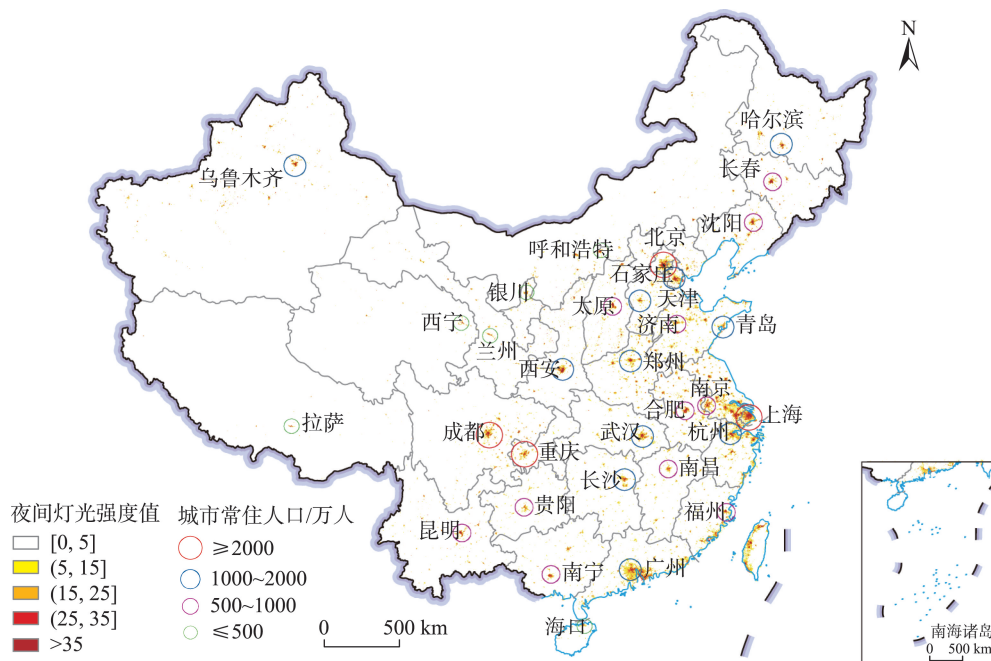 N
哈尔滨
长春
乌鲁木齐
沈阳
北京
呼和浩特
石家庄
天津
银川
太原
西宁
济南
青岛
兰州
西安
郑州
南京
合肥
上海
拉萨
成都
武汉
杭州
重庆
南昌
长沙
贵阳
福州
昆明
南宁
广州
海口
夜间灯光强度值
[0, 5]
(5, 15]
(15, 25]
(25, 35]
>35
城市常住人口/万人
≥2000
1000~2000
500~1000
≤500
0 500 km
南海诸岛
0 500 km